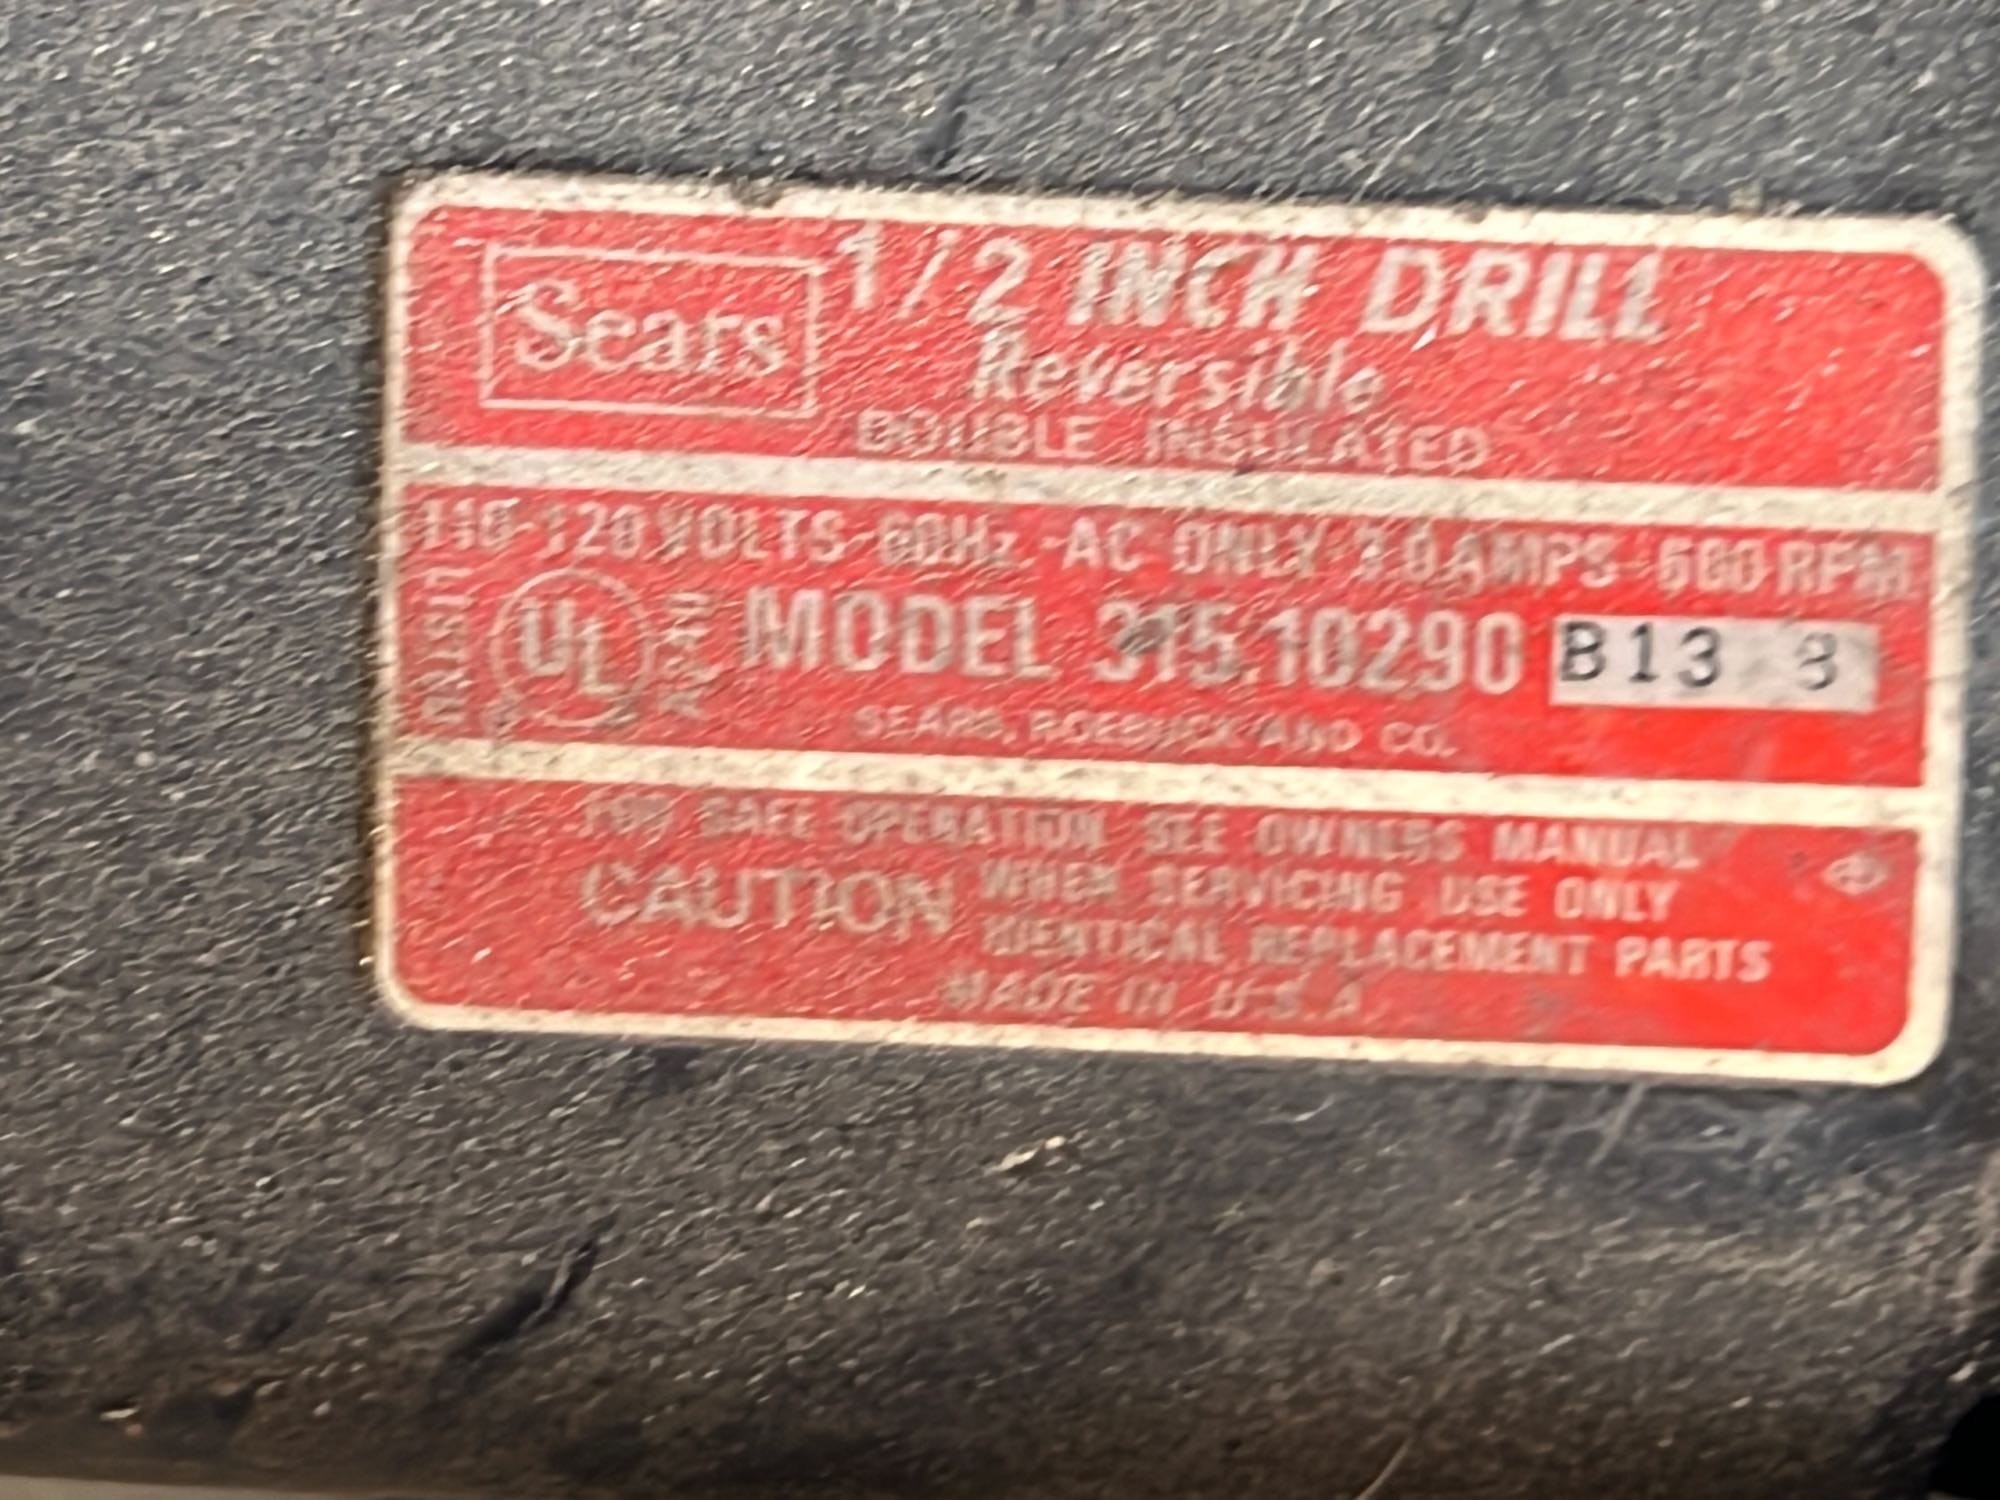 Sears
1/2 INCH DRILL
Reversible
DOUBLE INSULATED
110-120 VOLTS-60Hz.-AC ONLY-3.0 AMPS-600 RPM
UL
MODEL 315.10290 B13 3
SEARS, ROEBUCK AND CO.
FOR SAFE OPERATION SEE OWNERS MANUAL
CAUTION WHEN SERVICING USE ONLY
IDENTICAL REPLACEMENT PARTS
MADE IN U.S.A